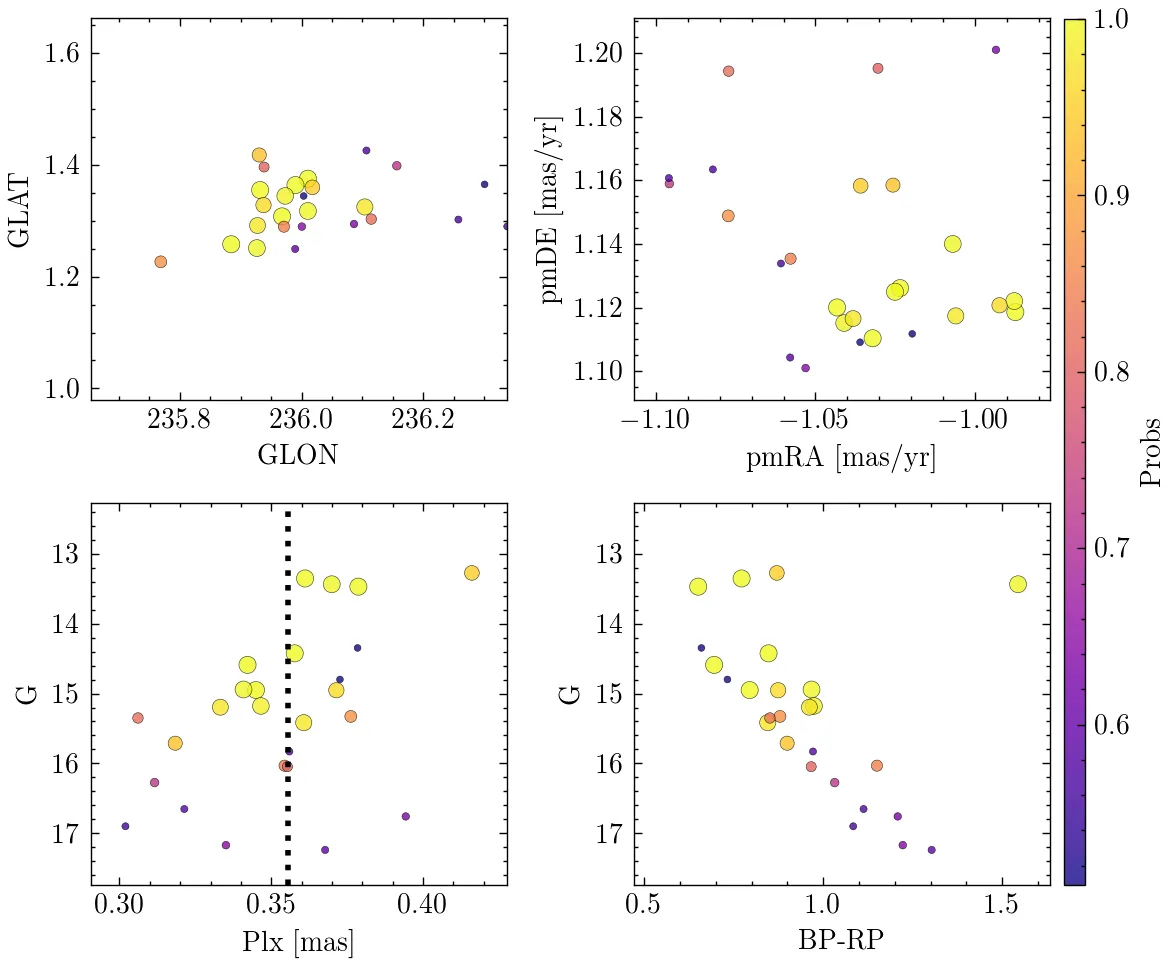 1.6
1.4
1.2
1.0
GLAT
235.8 236.0 236.2
GLON
1.20
1.18
1.16
1.14
1.12
1.10
pmDE [mas/yr]
−1.10 −1.05 −1.00
pmRA [mas/yr]
13
14
15
16
17
G
0.30 0.35 0.40
Plx [mas]
13
14
15
16
17
G
0.5 1.0 1.5
BP-RP
1.0
0.9
0.8
0.7
0.6
Probs